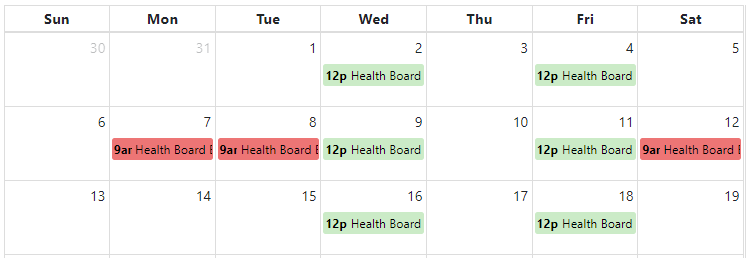 Sun Mon Tue Wed Thu Fri Sat
30 31 1 2 3 4 5
12p Health Board 12p Health Board
6 7 8 9 10 11 12
9ar Health Board 9ar Health Board 12p Health Board 12p Health Board 9ar Health Board
13 14 15 16 17 18 19
12p Health Board 12p Health Board